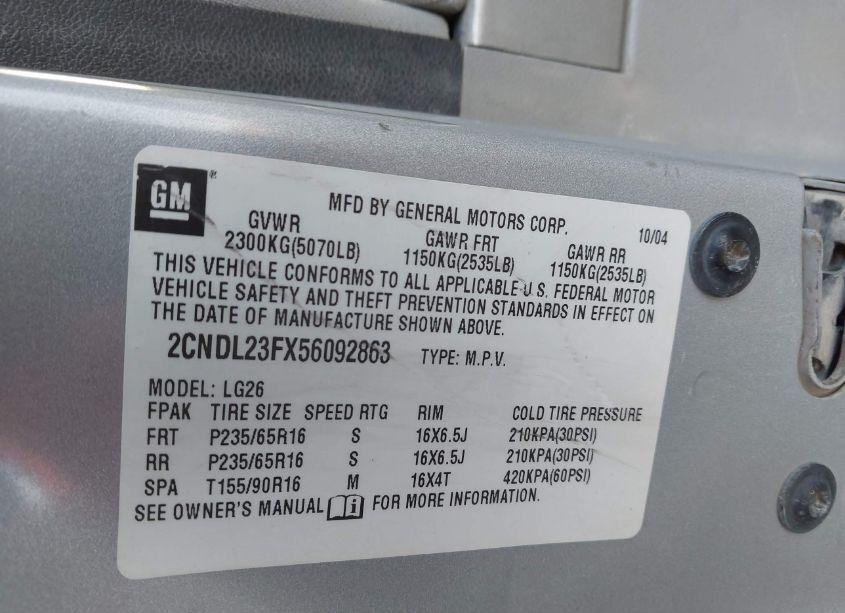 GM®
MFD BY GENERAL MOTORS CORP. 10/04
GVWR GAWR FRT GAWR RR
2300KG(5070LB) 1150KG(2535LB) 1150KG(2535LB)
THIS VEHICLE CONFORMS TO ALL APPLICABLE U.S. FEDERAL MOTOR
VEHICLE SAFETY AND THEFT PREVENTION STANDARDS IN EFFECT ON
THE DATE OF MANUFACTURE SHOWN ABOVE.
2CNDL23FX56092863 TYPE: M.P.V.
MODEL: LG26
FPAK TIRE SIZE SPEED RTG RIM COLD TIRE PRESSURE
FRT P235/65R16 S 16X6.5J 210KPA(30PSI)
RR P235/65R16 S 16X6.5J 210KPA(30PSI)
SPA T155/90R16 M 16X4T 420KPA(60PSI)
SEE OWNER'S MANUAL i FOR MORE INFORMATION.